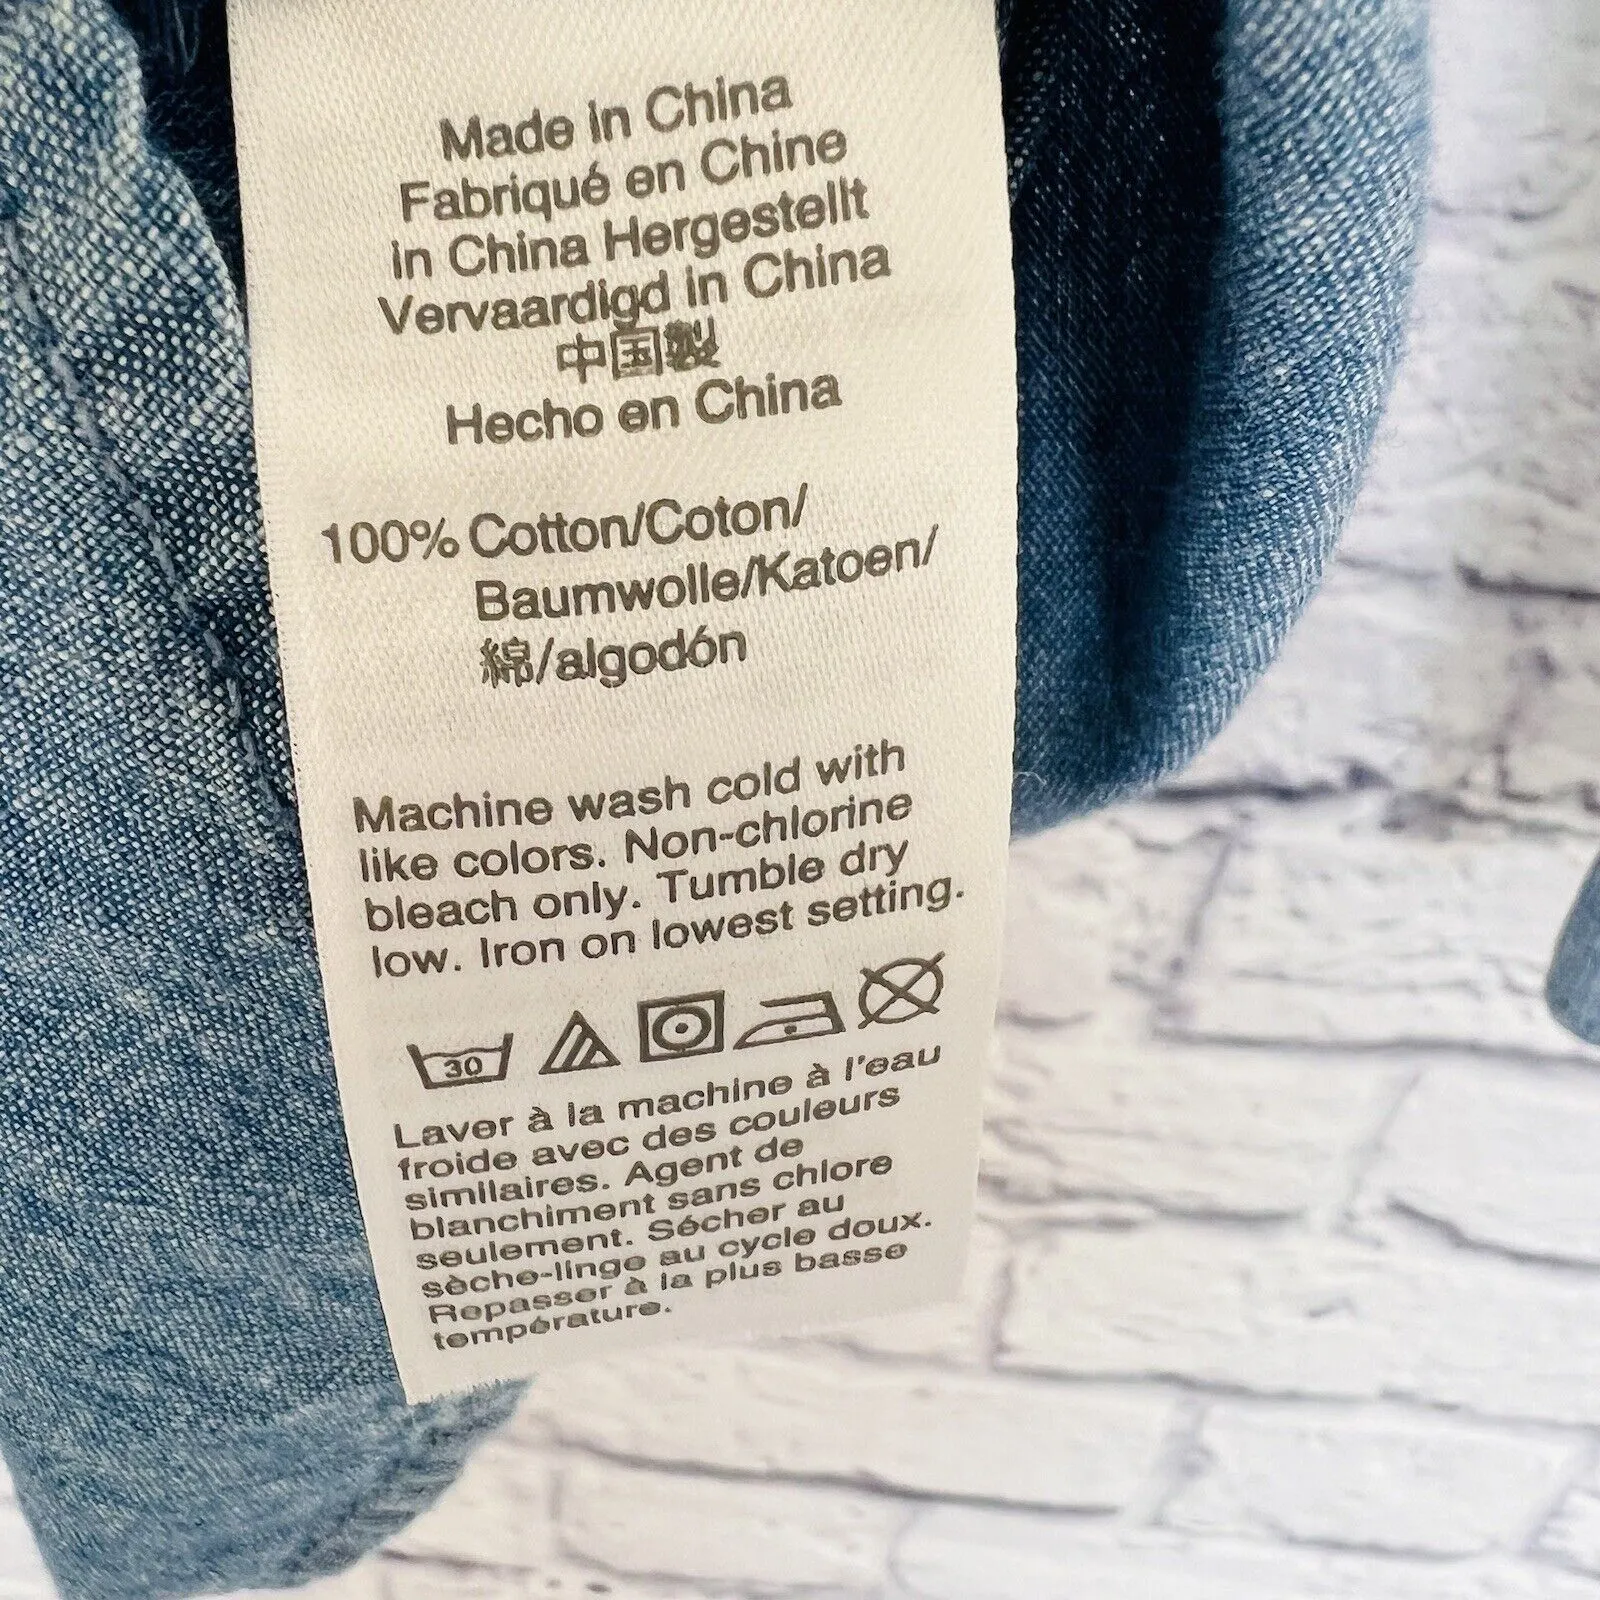 Made in China
Fabriqué en Chine
in China Hergestellt
Vervaardigd in China
中国製
Hecho en China
100% Cotton/Coton/
Baumwolle/Katoen/
綿/algodón
Machine wash cold with
like colors. Non-chlorine
bleach only. Tumble dry
low. Iron on lowest setting.
30
Laver à la machine à l'eau
froide avec des couleurs
similaires. Agent de
blanchiment sans chlore
seulement. Sécher au
sèche-linge au cycle doux.
Repasser à la plus basse
température.